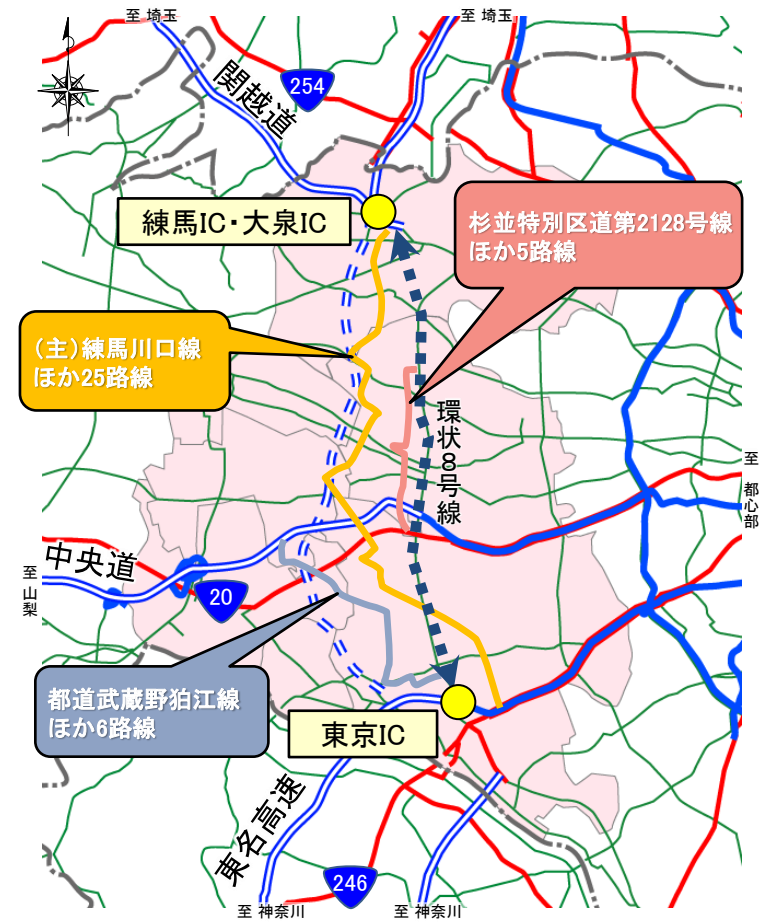 至 埼玉
至 埼玉
254
関越道
練馬IC・大泉IC
杉並特別区道第2128号線
ほか5路線
（主）練馬川口線
ほか25路線
環状8号線
至 都心部
中央道
至 山梨
20
都道武蔵野狛江線
ほか6路線
東京IC
東名高速
246
至 神奈川
至 神奈川